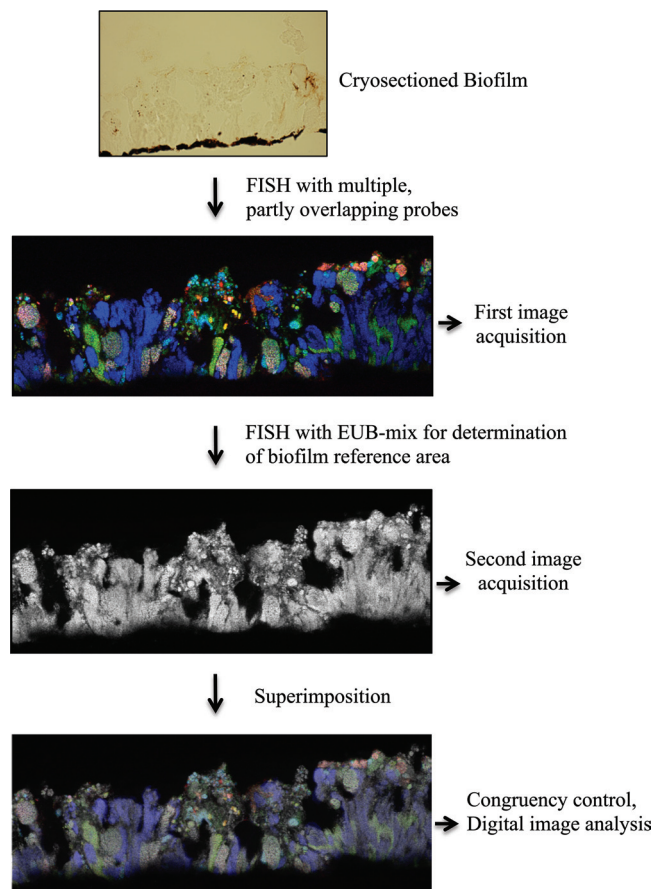 Cryosectioned Biofilm
FISH with multiple,
partly overlapping probes
First image
acquisition
FISH with EUB-mix for determination
of biofilm reference area
Second image
acquisition
Superimposition
Congruency control,
Digital image analysis